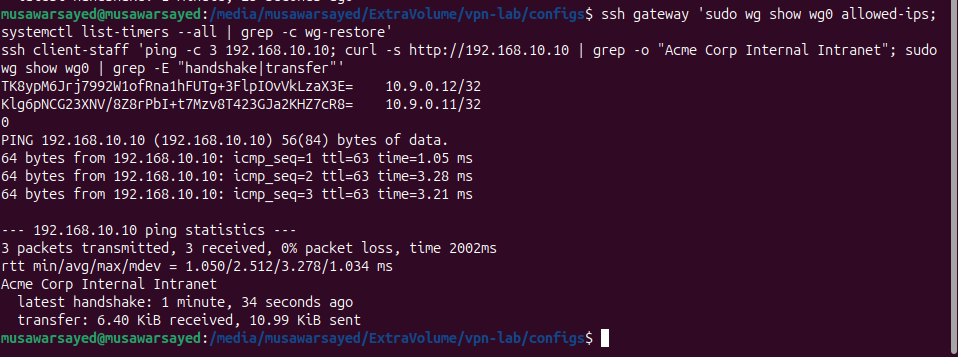 musawarsayed@musawarsayed:/media/musawarsayed/ExtraVolume/vpn-lab/configs$ ssh gateway 'sudo wg show wg0 allowed-ips;
systemctl list-timers --all | grep -c wg-restore'
ssh client-staff 'ping -c 3 192.168.10.10; curl -s http://192.168.10.10 | grep -o "Acme Corp Internal Intranet"; sudo
wg show wg0 | grep -E "handshake|transfer"'
TK8ypM6Jrj7992W1ofRna1hFUTg+3FlpIOvVkLzaX3E=    10.9.0.12/32
Klg6pNCG23XNV/8Z8rPbI+t7Mzv8T423GJa2KHZ7cR8=    10.9.0.11/32
0
PING 192.168.10.10 (192.168.10.10) 56(84) bytes of data.
64 bytes from 192.168.10.10: icmp_seq=1 ttl=63 time=1.05 ms
64 bytes from 192.168.10.10: icmp_seq=2 ttl=63 time=3.28 ms
64 bytes from 192.168.10.10: icmp_seq=3 ttl=63 time=3.21 ms

--- 192.168.10.10 ping statistics ---
3 packets transmitted, 3 received, 0% packet loss, time 2002ms
rtt min/avg/max/mdev = 1.050/2.512/3.278/1.034 ms
Acme Corp Internal Intranet
  latest handshake: 1 minute, 34 seconds ago
  transfer: 6.40 KiB received, 10.99 KiB sent
musawarsayed@musawarsayed:/media/musawarsayed/ExtraVolume/vpn-lab/configs$